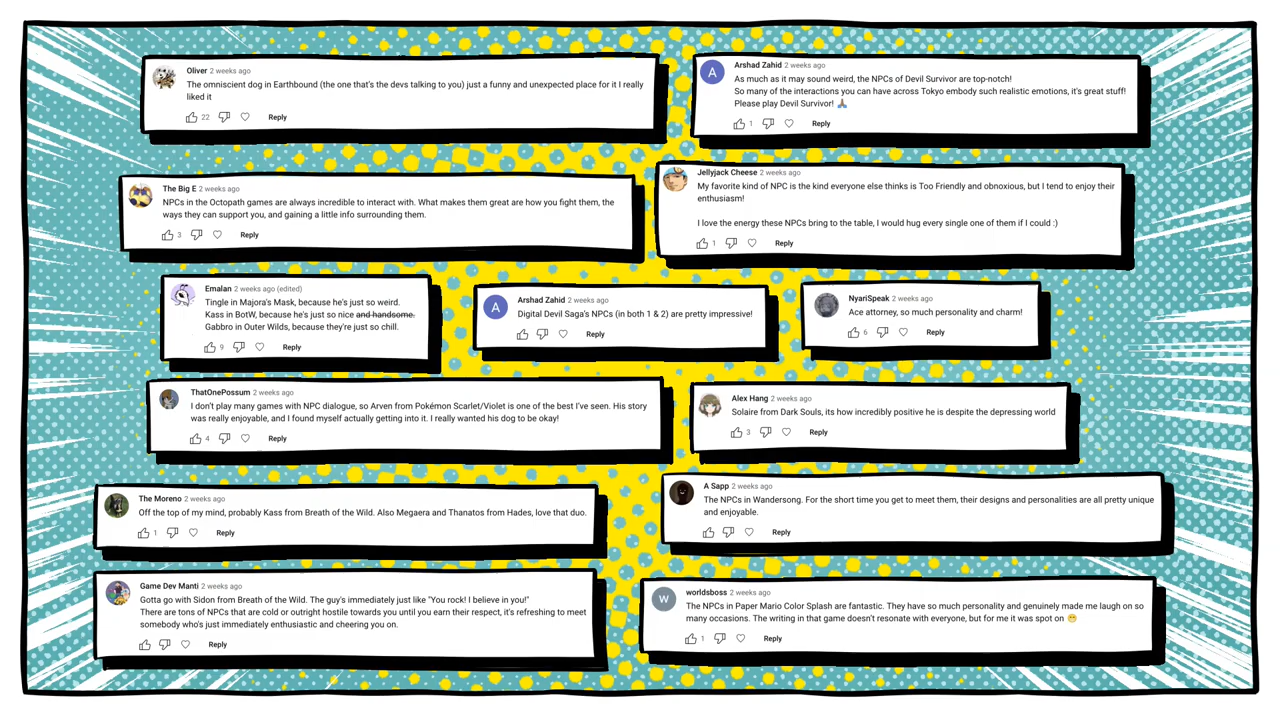 Oliver 2 weeks ago
The omniscient dog in Earthbound (the one that's the devs talking to you) just a funny and unexpected place for it I really
liked it
22 Reply
A
Arshad Zahid 2 weeks ago
As much as it may sound weird, the NPCs of Devil Survivor are top-notch!
So many of the interactions you can have across Tokyo embody such realistic emotions, it's great stuff!
Please play Devil Survivor! 🙏🏽
1 Reply
The Big E 2 weeks ago
NPCs in the Octopath games are always incredible to interact with. What makes them great are how you fight them, the
ways they can support you, and gaining a little info surrounding them.
3 Reply
Jellyjack Cheese 2 weeks ago
My favorite kind of NPC is the kind everyone else thinks is Too Friendly and obnoxious, but I tend to enjoy their
enthusiasm!
I love the energy these NPCs bring to the table, I would hug every single one of them if I could :)
1 Reply
Emalan 2 weeks ago (edited)
Tingle in Majora's Mask, because he's just so weird.
Kass in BotW, because he's just so nice and handsome.
Gabbro in Outer Wilds, because they're just so chill.
9 Reply
A
Arshad Zahid 2 weeks ago
Digital Devil Saga's NPCs (in both 1 & 2) are pretty impressive!
Reply
NyariSpeak 2 weeks ago
Ace attorney, so much personality and charm!
6 Reply
ThatOnePossum 2 weeks ago
I don't play many games with NPC dialogue, so Arven from Pokémon Scarlet/Violet is one of the best I've seen. His story
was really enjoyable, and I found myself actually getting into it. I really wanted his dog to be okay!
4 Reply
Alex Hang 2 weeks ago
Solaire from Dark Souls, its how incredibly positive he is despite the depressing world
3 Reply
The Moreno 2 weeks ago
Off the top of my mind, probably Kass from Breath of the Wild. Also Megaera and Thanatos from Hades, love that duo.
1 Reply
A Sapp 2 weeks ago
The NPCs in Wandersong. For the short time you get to meet them, their designs and personalities are all pretty unique
and enjoyable.
Reply
Game Dev Manti 2 weeks ago
Gotta go with Sidon from Breath of the Wild. The guy's immediately just like "You rock! I believe in you!"
There are tons of NPCs that are cold or outright hostile towards you until you earn their respect, it's refreshing to meet
somebody who's just immediately enthusiastic and cheering you on.
Reply
W
worldsboss 2 weeks ago
The NPCs in Paper Mario Color Splash are fantastic. They have so much personality and genuinely made me laugh on so
many occasions. The writing in that game doesn't resonate with everyone, but for me it was spot on 😁
1 Reply